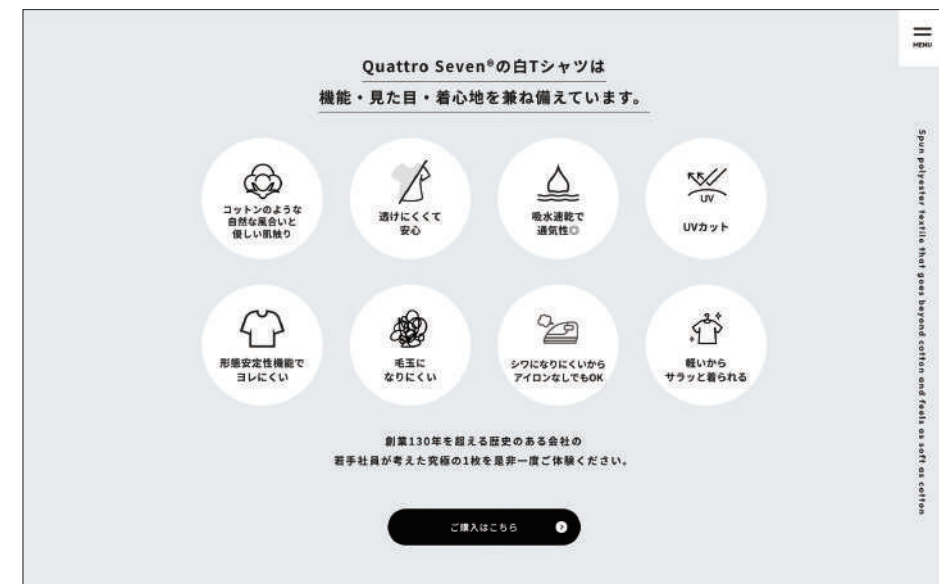 MENU
Quattro Seven®の白Tシャツは
機能・見た目・着心地を兼ね備えています。
コットンのような
自然な風合いと
優しい肌触り
透けにくくて
安心
吸水速乾で
通気性◎
UV
UVカット
形態安定性機能で
ヨレにくい
毛玉に
なりにくい
シワになりにくいから
アイロンなしでもOK
軽いから
サラッと着られる
創業130年を超える歴史のある会社の
若手社員が考えた究極の1枚を是非一度ご体験ください。
ご購入はこちら
Spun polyester textile that goes beyond cotton and feels as soft as cotton